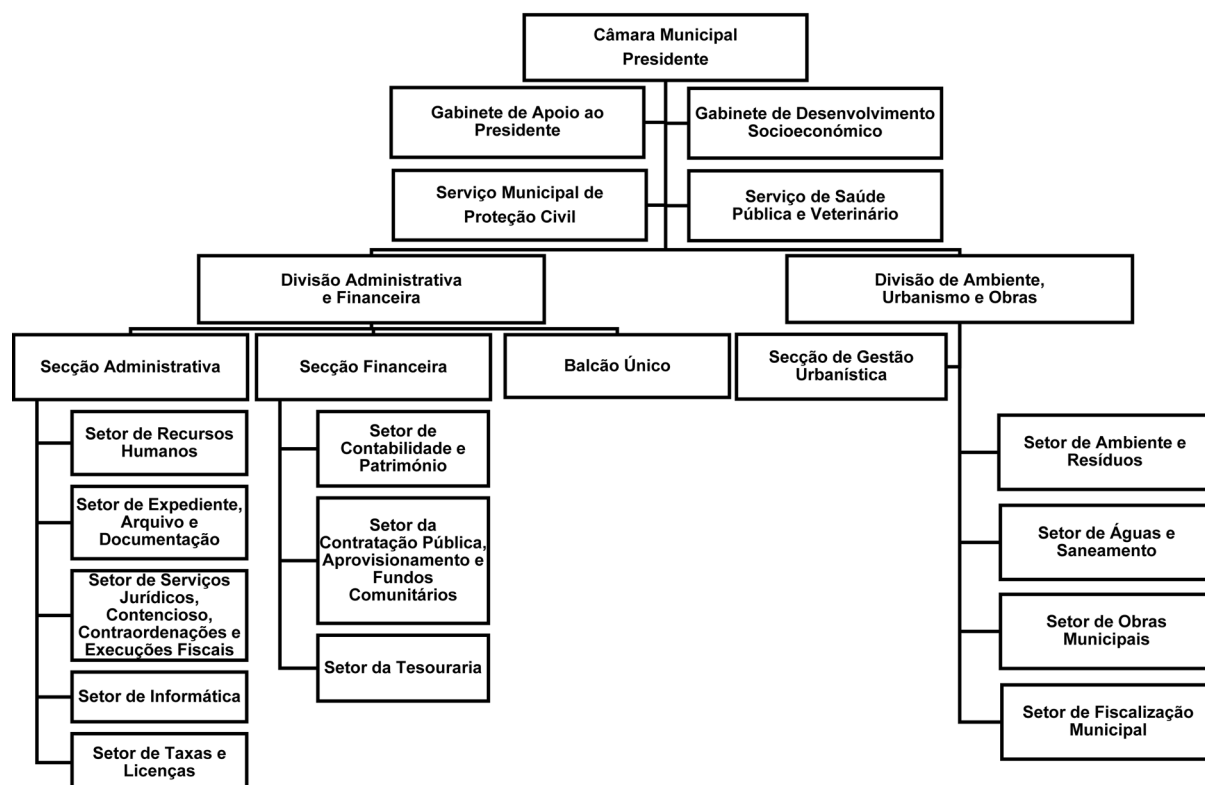 Câmara Municipal
Presidente
Gabinete de Apoio ao
Presidente
Gabinete de Desenvolvimento
Socioeconómico
Serviço Municipal de
Proteção Civil
Serviço de Saúde
Pública e Veterinário
Divisão Administrativa
e Financeira
Divisão de Ambiente,
Urbanismo e Obras
Secção Administrativa
Secção Financeira
Balcão Único
Secção de Gestão
Urbanística
Setor de Recursos
Humanos
Setor de Expediente,
Arquivo e
Documentação
Setor de Serviços
Jurídicos,
Contencioso,
Contraordenações e
Execuções Fiscais
Setor de Informática
Setor de Taxas e
Licenças
Setor de
Contabilidade e
Património
Setor da
Contratação Pública,
Aprovisionamento e
Fundos
Comunitários
Setor da Tesouraria
Setor de Ambiente e
Resíduos
Setor de Águas e
Saneamento
Setor de Obras
Municipais
Setor de Fiscalização
Municipal